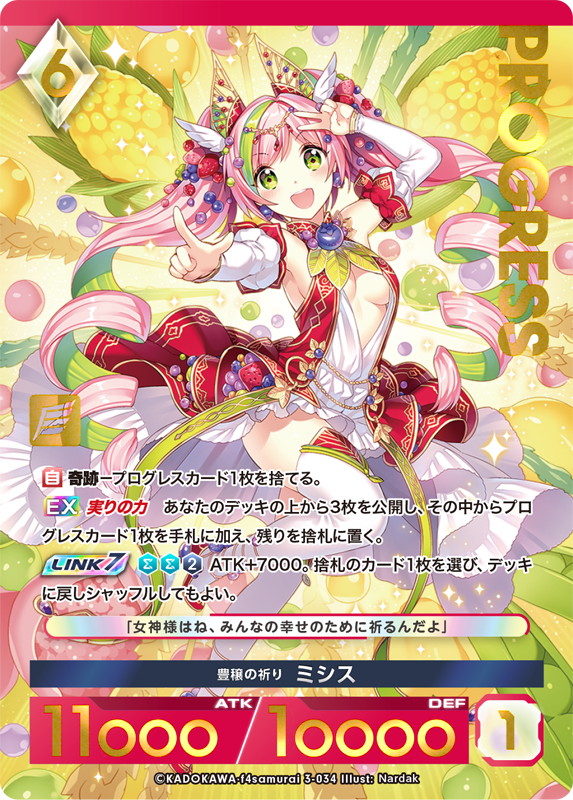 6
PROGRESS
自 奇跡―プログレスカード1枚を捨てる。
EX 実りの力 あなたのデッキの上から3枚を公開し、その中からプロ
グレスカード1枚を手札に加え、残りを捨札に置く。
LINK 7 2 ATK+7000。捨札のカード1枚を選び、デッキ
に戻しシャッフルしてもよい。
「女神様はね、みんなの幸せのために祈るんだよ」
豊穣の祈り ミシス
ATK DEF
11000/10000 1
©KADOKAWA-f4samurai 3-034 Illust: Nardak